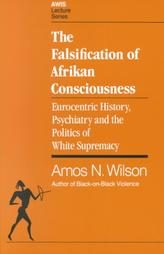 AWIS
Lecture
Series
The
Falsification of
Afrikan
Consciousness
Eurocentric History,
Psychiatry and the
Politics of
White Supremacy
Amos N. Wilson
Author of Black-on-Black Violence